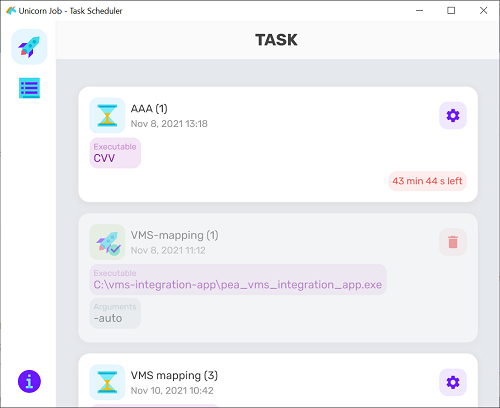 Unicorn Job - Task Scheduler
TASK
AAA (1)
Nov 8, 2021 13:18
Executable
CVV
43 min 44 s left
VMS-mapping (1)
Nov 8, 2021 11:12
Executable
C:\vms-integration-app\pea_vms_integration_app.exe
Arguments
-auto
VMS mapping (3)
Nov 10, 2021 10:42